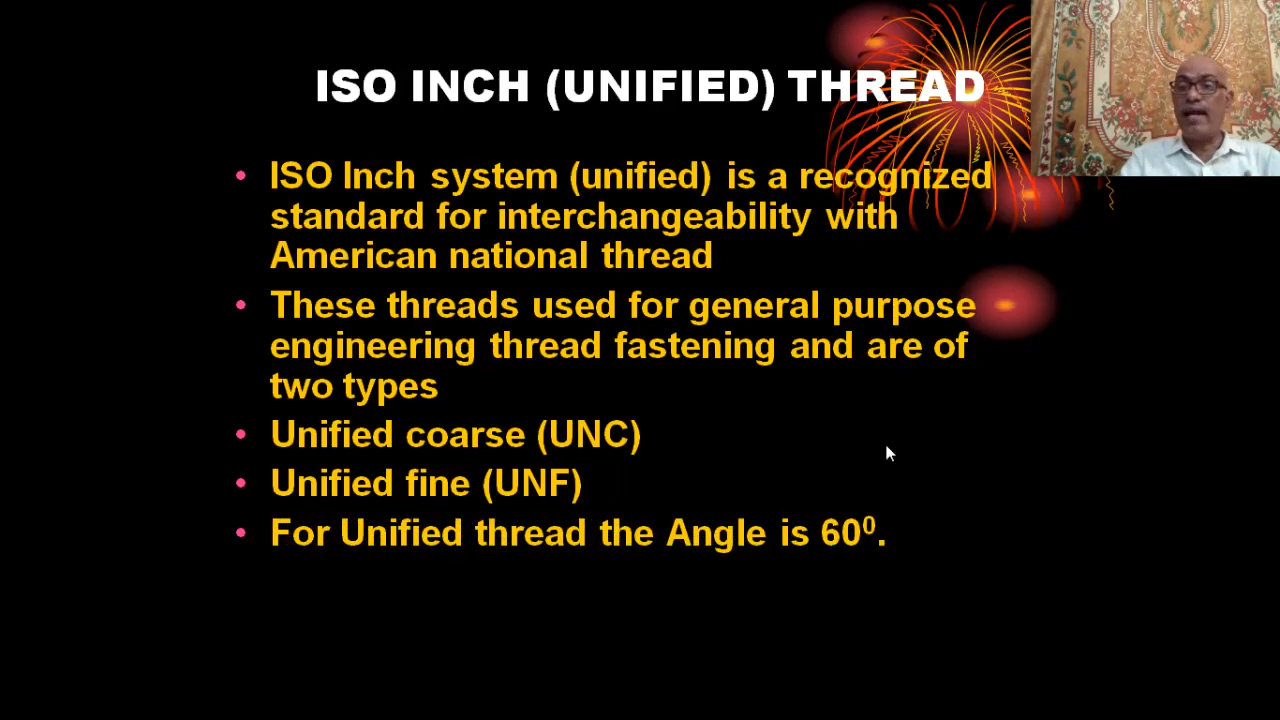 ISO INCH (UNIFIED) THREAD
• ISO Inch system (unified) is a recognized
standard for interchangeability with
American national thread
• These threads used for general purpose
engineering thread fastening and are of
two types
• Unified coarse (UNC)
• Unified fine (UNF)
• For Unified thread the Angle is 60⁰.